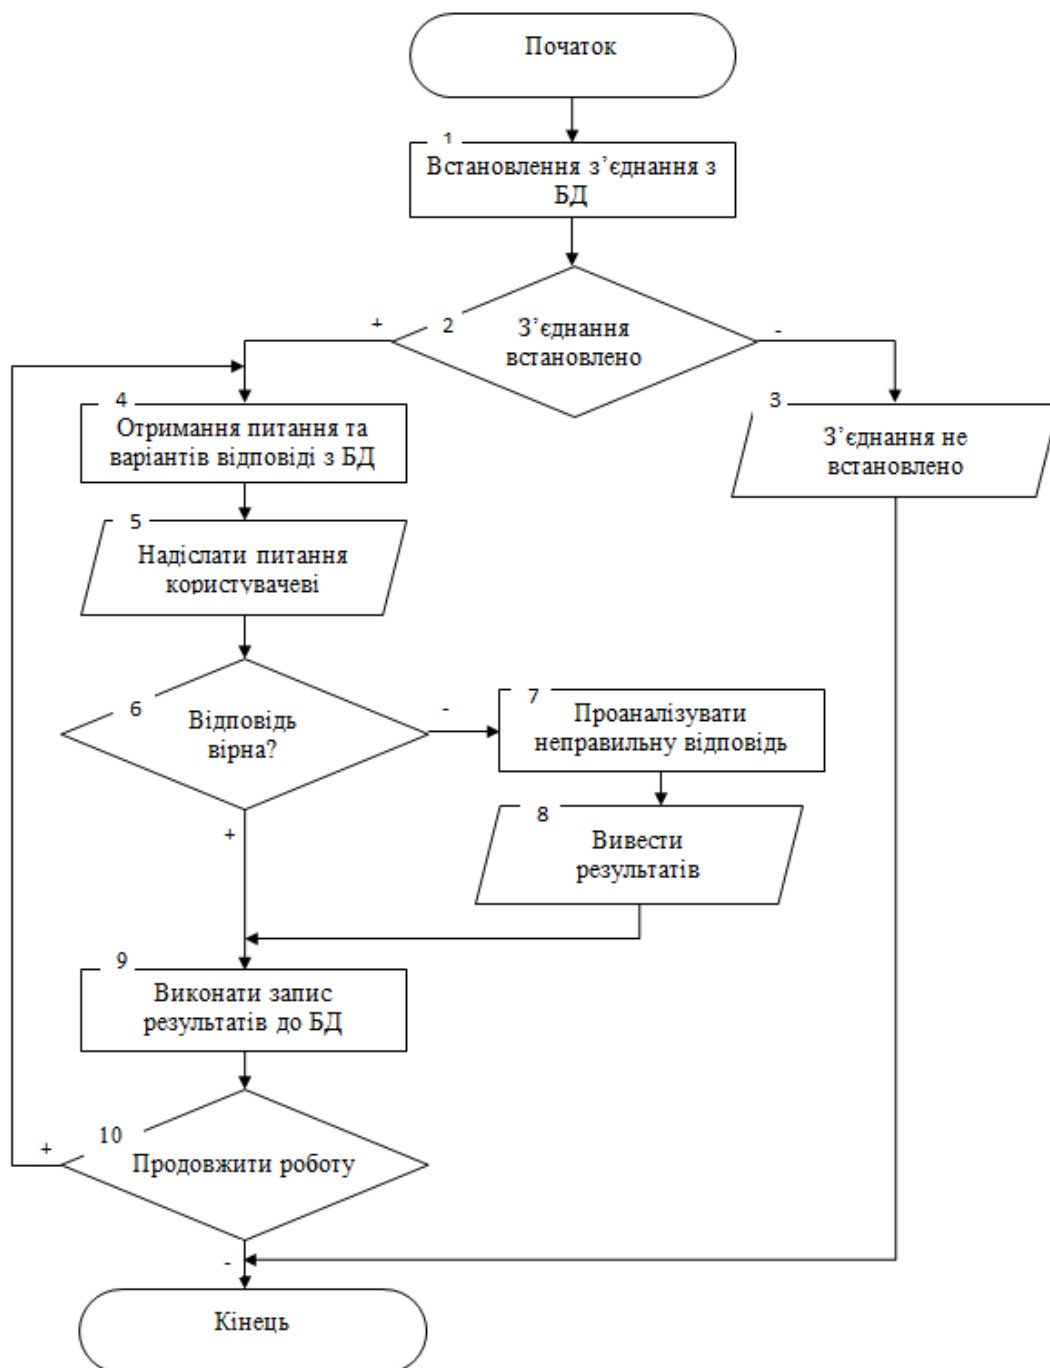 Початок
1
Встановлення з’єднання з
БД
+
2
З’єднання
встановлено
-
4
Отримання питання та
варіантів відповіді з БД
3
З’єднання не
встановлено
5
Надіслати питання
користувачеві
6
Відповідь
вірна?
-
7
Проаналізувати
неправильну відповідь
+
8
Вивести
результатів
9
Виконати запис
результатів до БД
10
+
Продовжити роботу
-
Кінець